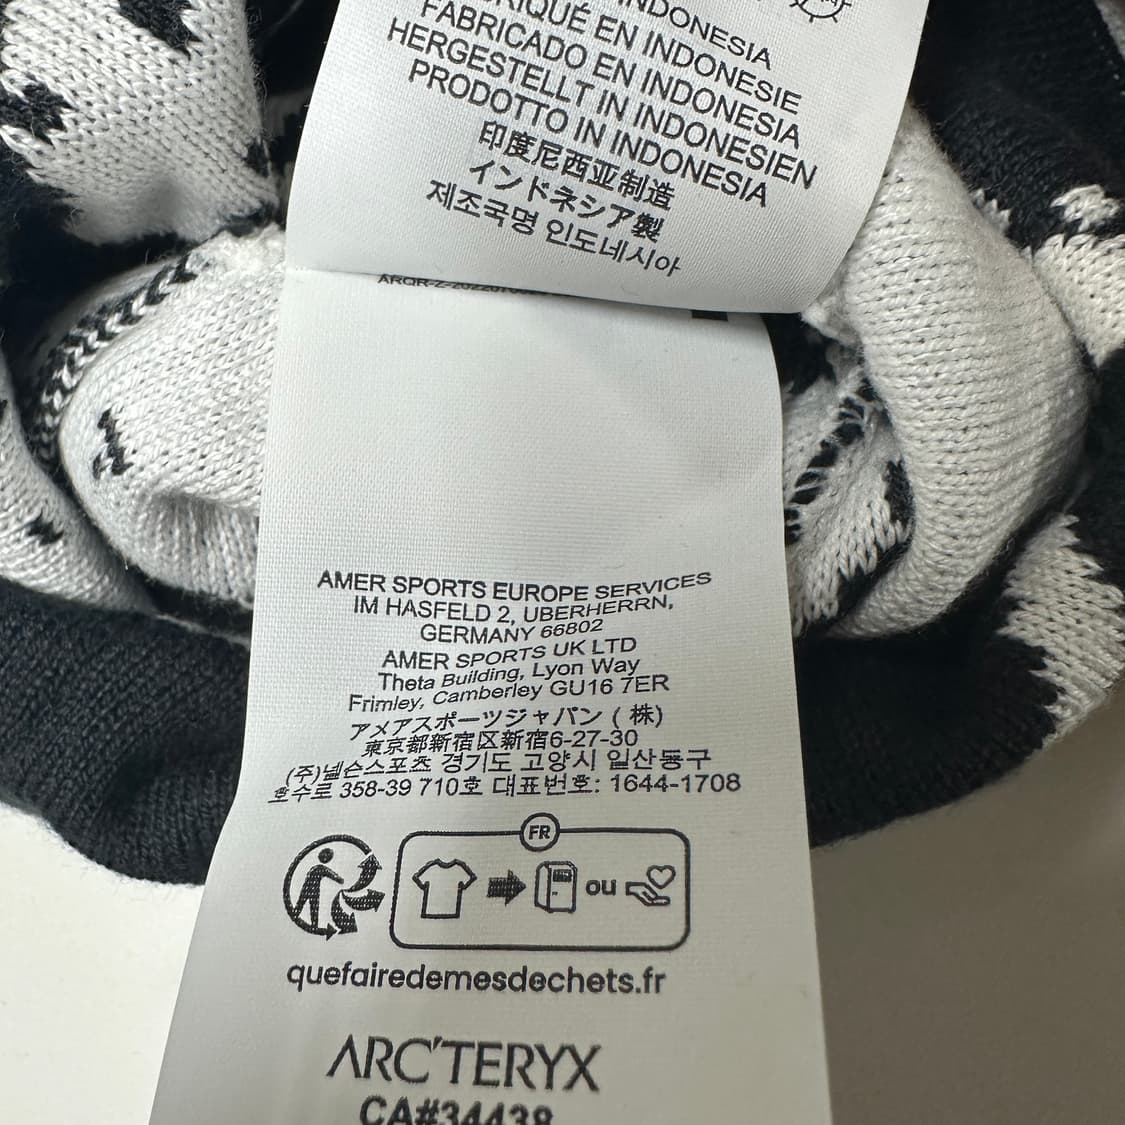 INDONESIA
EN INDONESIE
FABRICADO EN INDONESIA
HERGESTELLT IN INDONESIEN
PRODOTTO IN INDONESIA
印度尼西亚制造
インドネシア製
제조국명 인도네시아
AMER SPORTS EUROPE SERVICES
IM HASFELD 2, UBERHERRN,
GERMANY 66802
AMER SPORTS UK LTD
Theta Building, Lyon Way
Frimley, Camberley GU16 7ER
アメアスポーツジャパン (株)
東京都新宿区新宿6-27-30
(주)넬슨스포츠 경기도 고양시 일산동구
호수로 358-39 710호 대표번호: 1644-1708
FR
ou
quefairedemesdechets.fr
ARC'TERYX
CA#34438